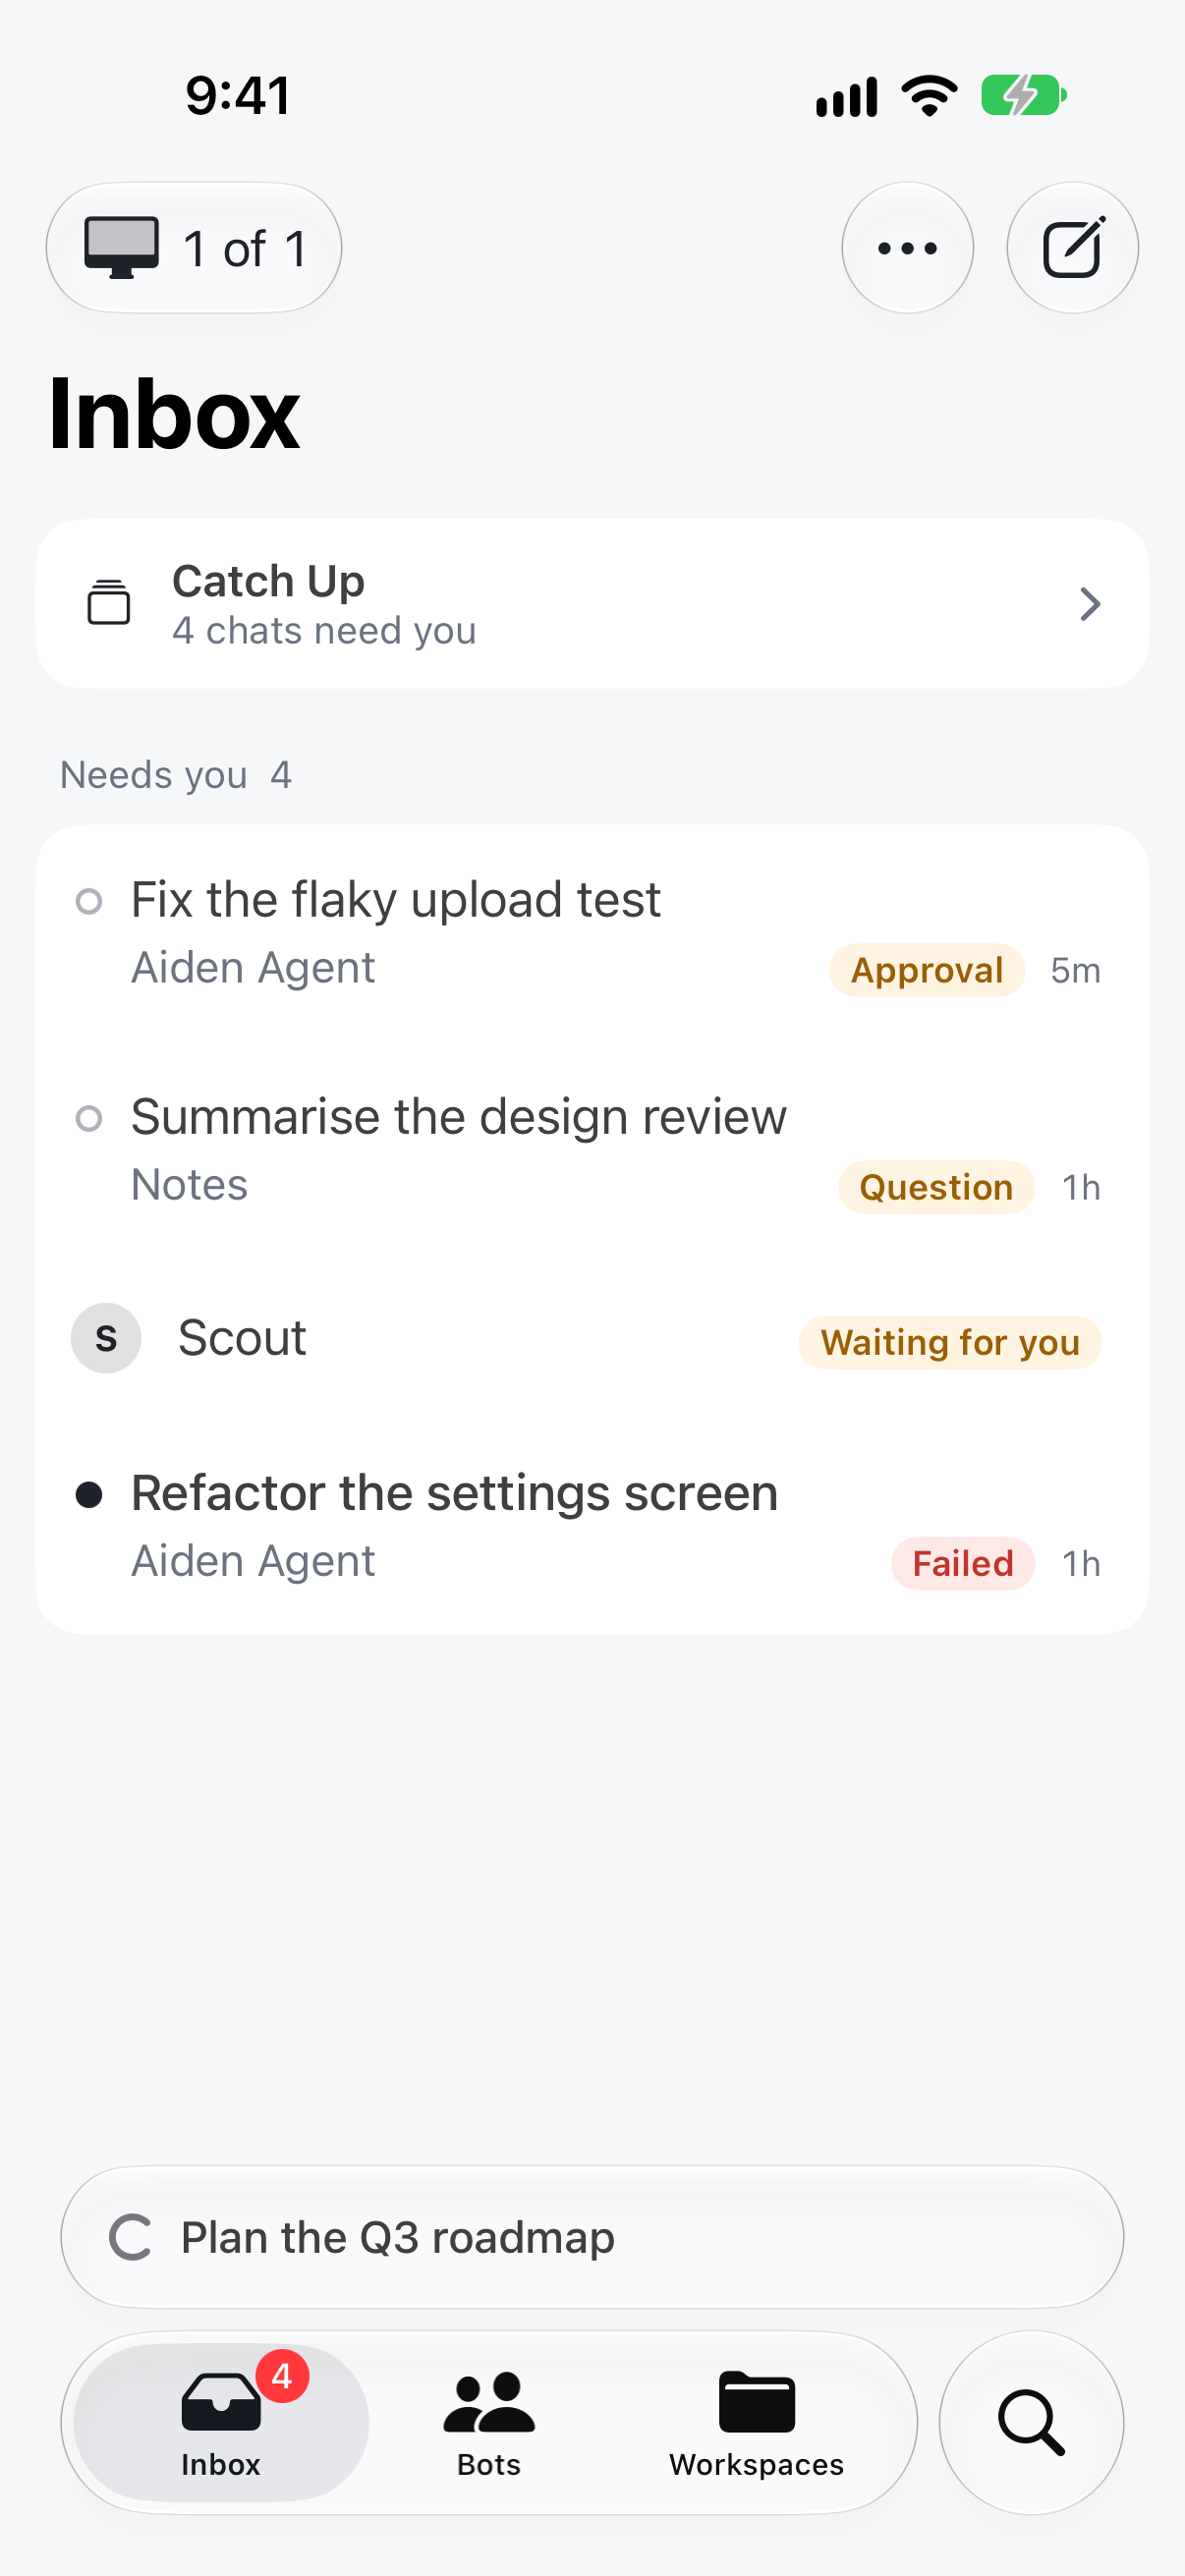 9:41
1 of 1
Inbox
Catch Up
4 chats need you
Needs you 4
Fix the flaky upload test
Aiden Agent
Approval 5m
Summarise the design review
Notes
Question 1h
S Scout
Waiting for you
Refactor the settings screen
Aiden Agent
Failed 1h
Plan the Q3 roadmap
4
Inbox
Bots
Workspaces